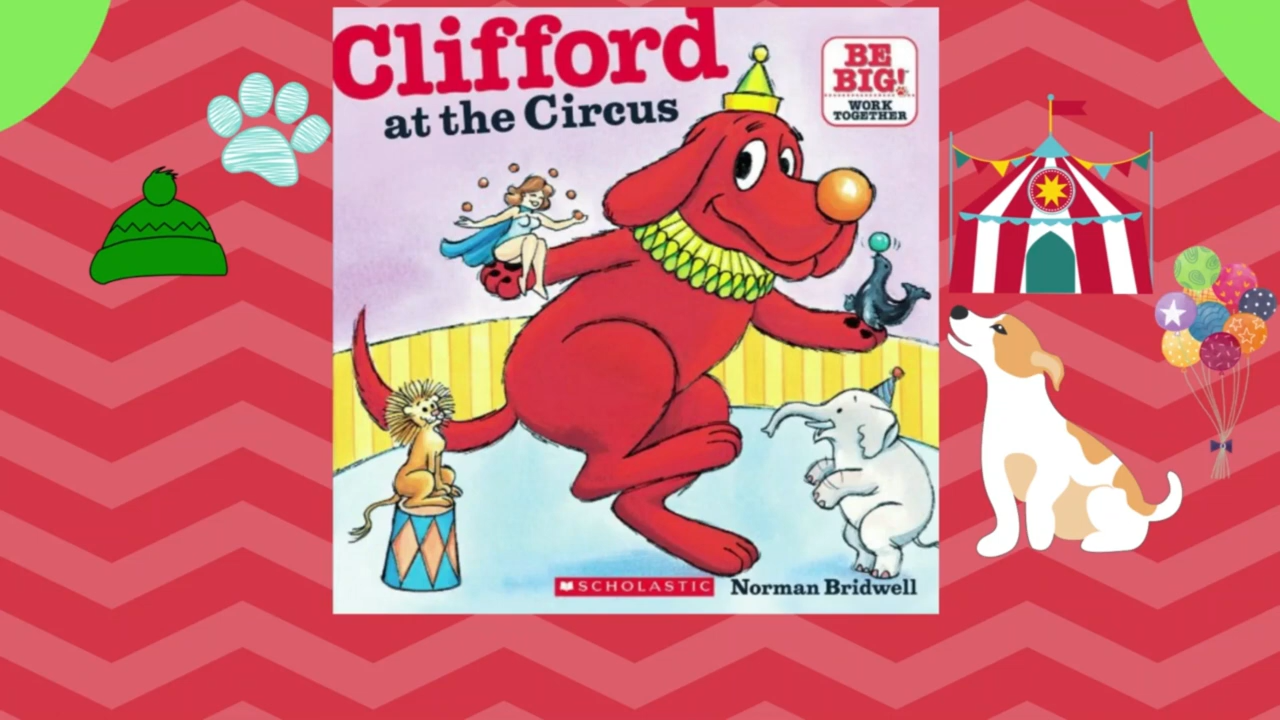 Clifford
at the Circus
BE
BIG!
WORK
TOGETHER
SCHOLASTIC
Norman Bridwell